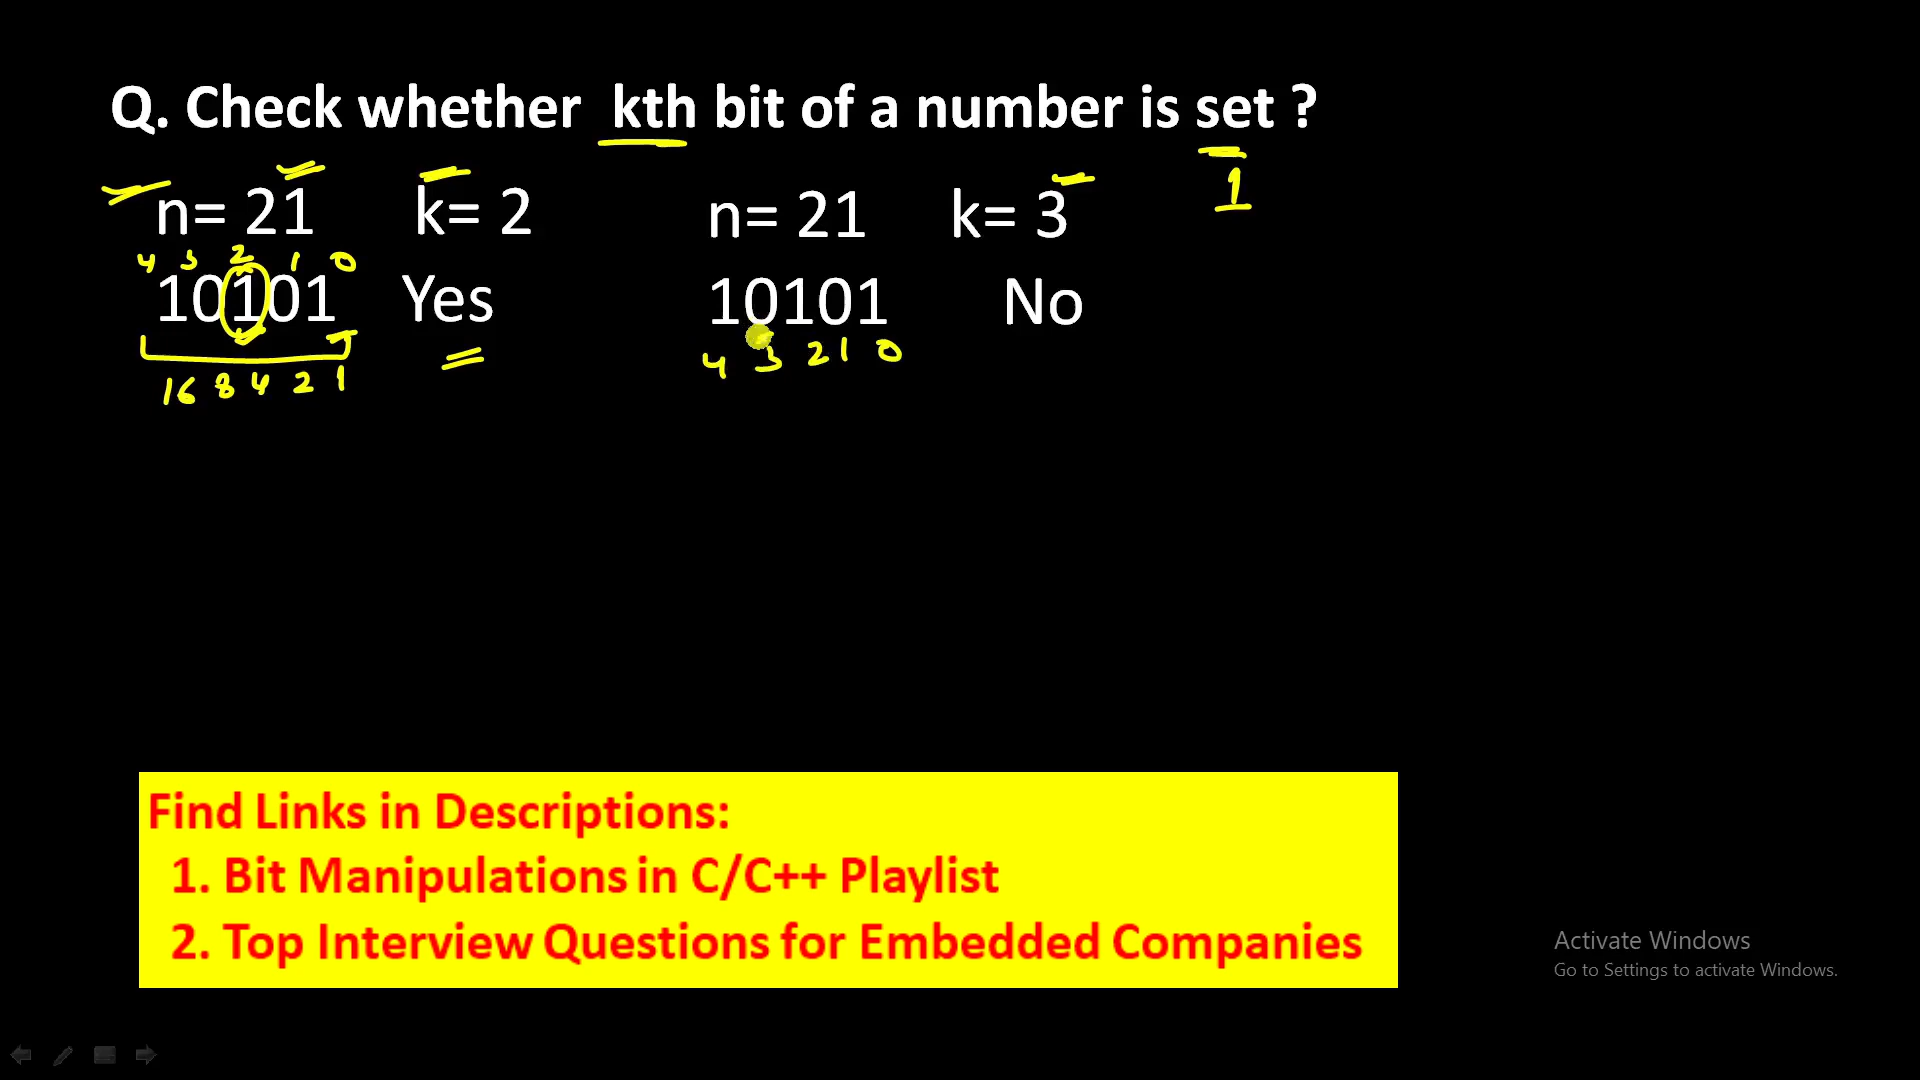 Q. Check whether kth bit of a number is set ?
1
n= 21 k= 2 n= 21 k= 3
4 3 2 1 0
10101 Yes 10101 No
4 3 2 1 0
16 8 4 2 1
Find Links in Descriptions:
1. Bit Manipulations in C/C++ Playlist
2. Top Interview Questions for Embedded Companies
Activate Windows
Go to Settings to activate Windows.